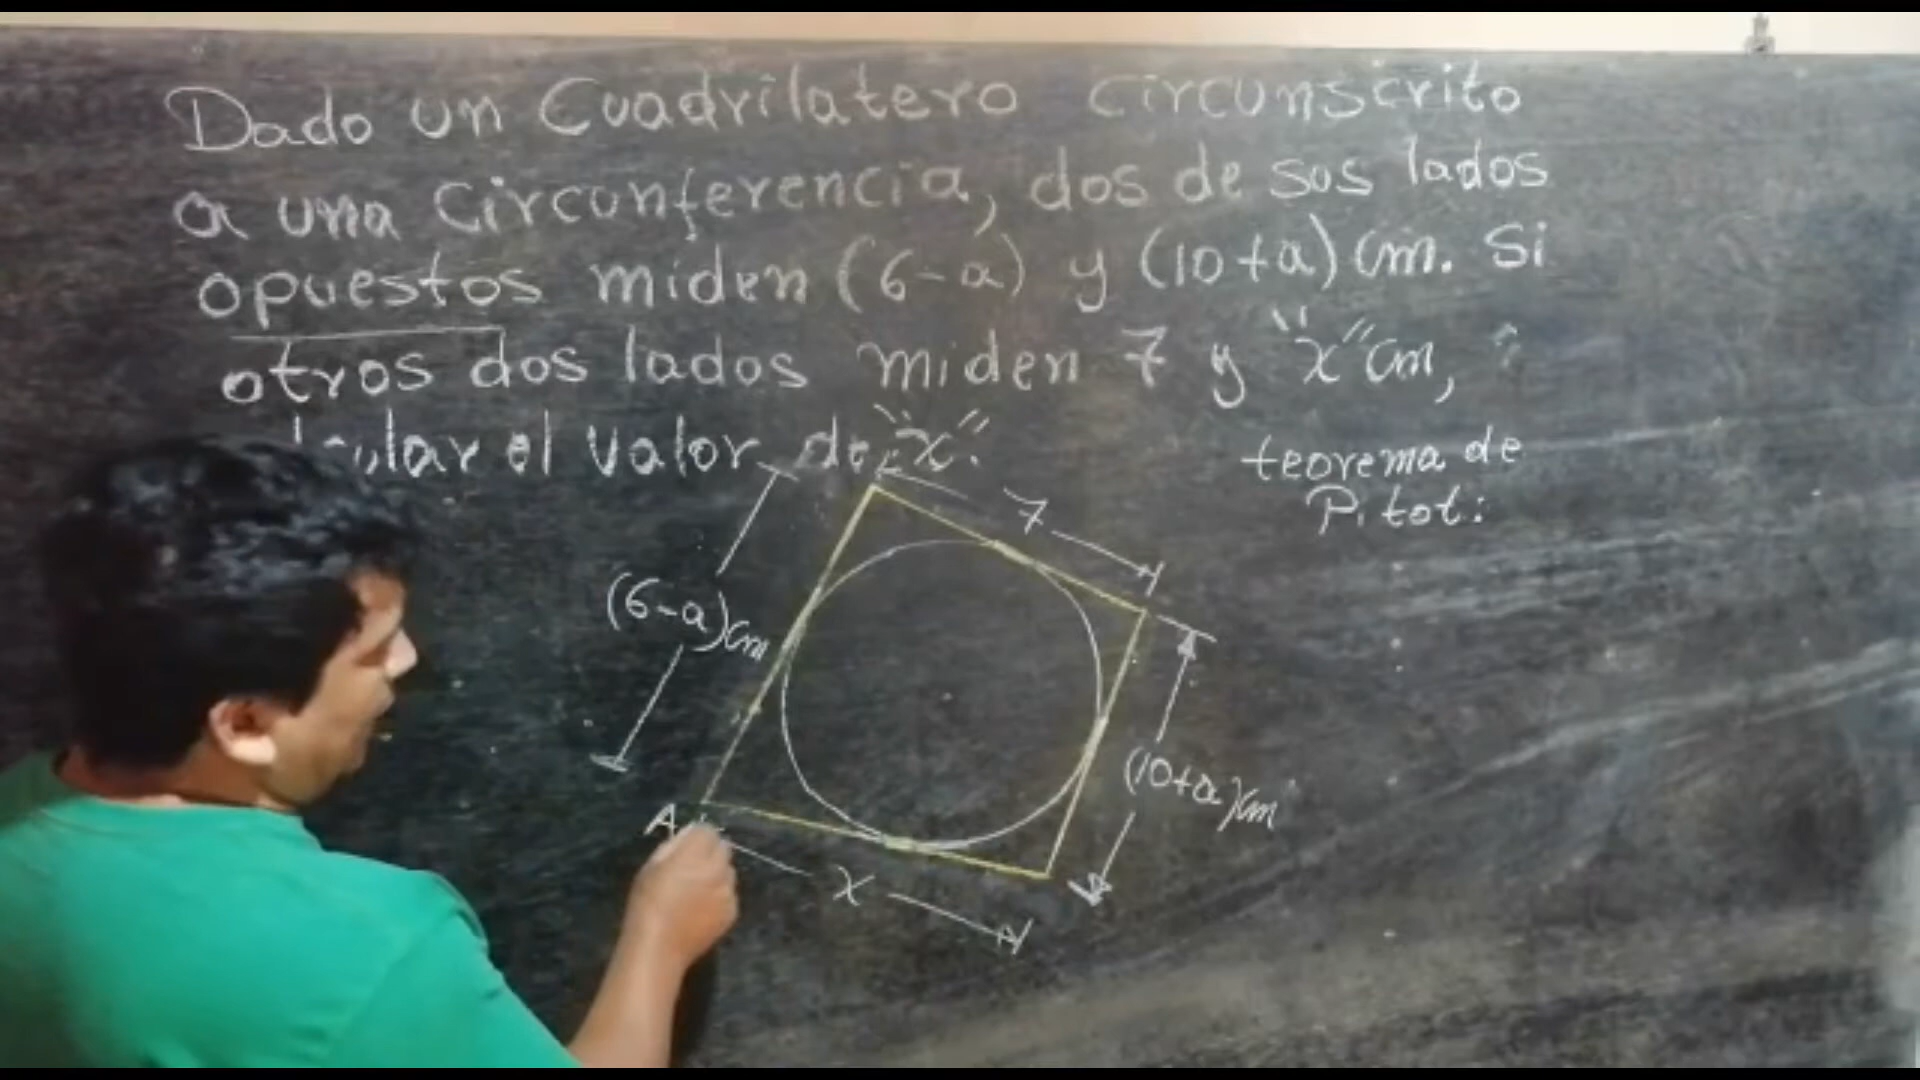 Dado un Cuadrilatero circunscrito
a una Circunferencia, dos de sus lados
opuestos miden (6-a) y (10+a) cm. Si
otros dos lados miden 7 y "x" cm,
el valor de "x".
teorema de
Pitot:
7
(6-a)cm
(10+a)cm
A
x